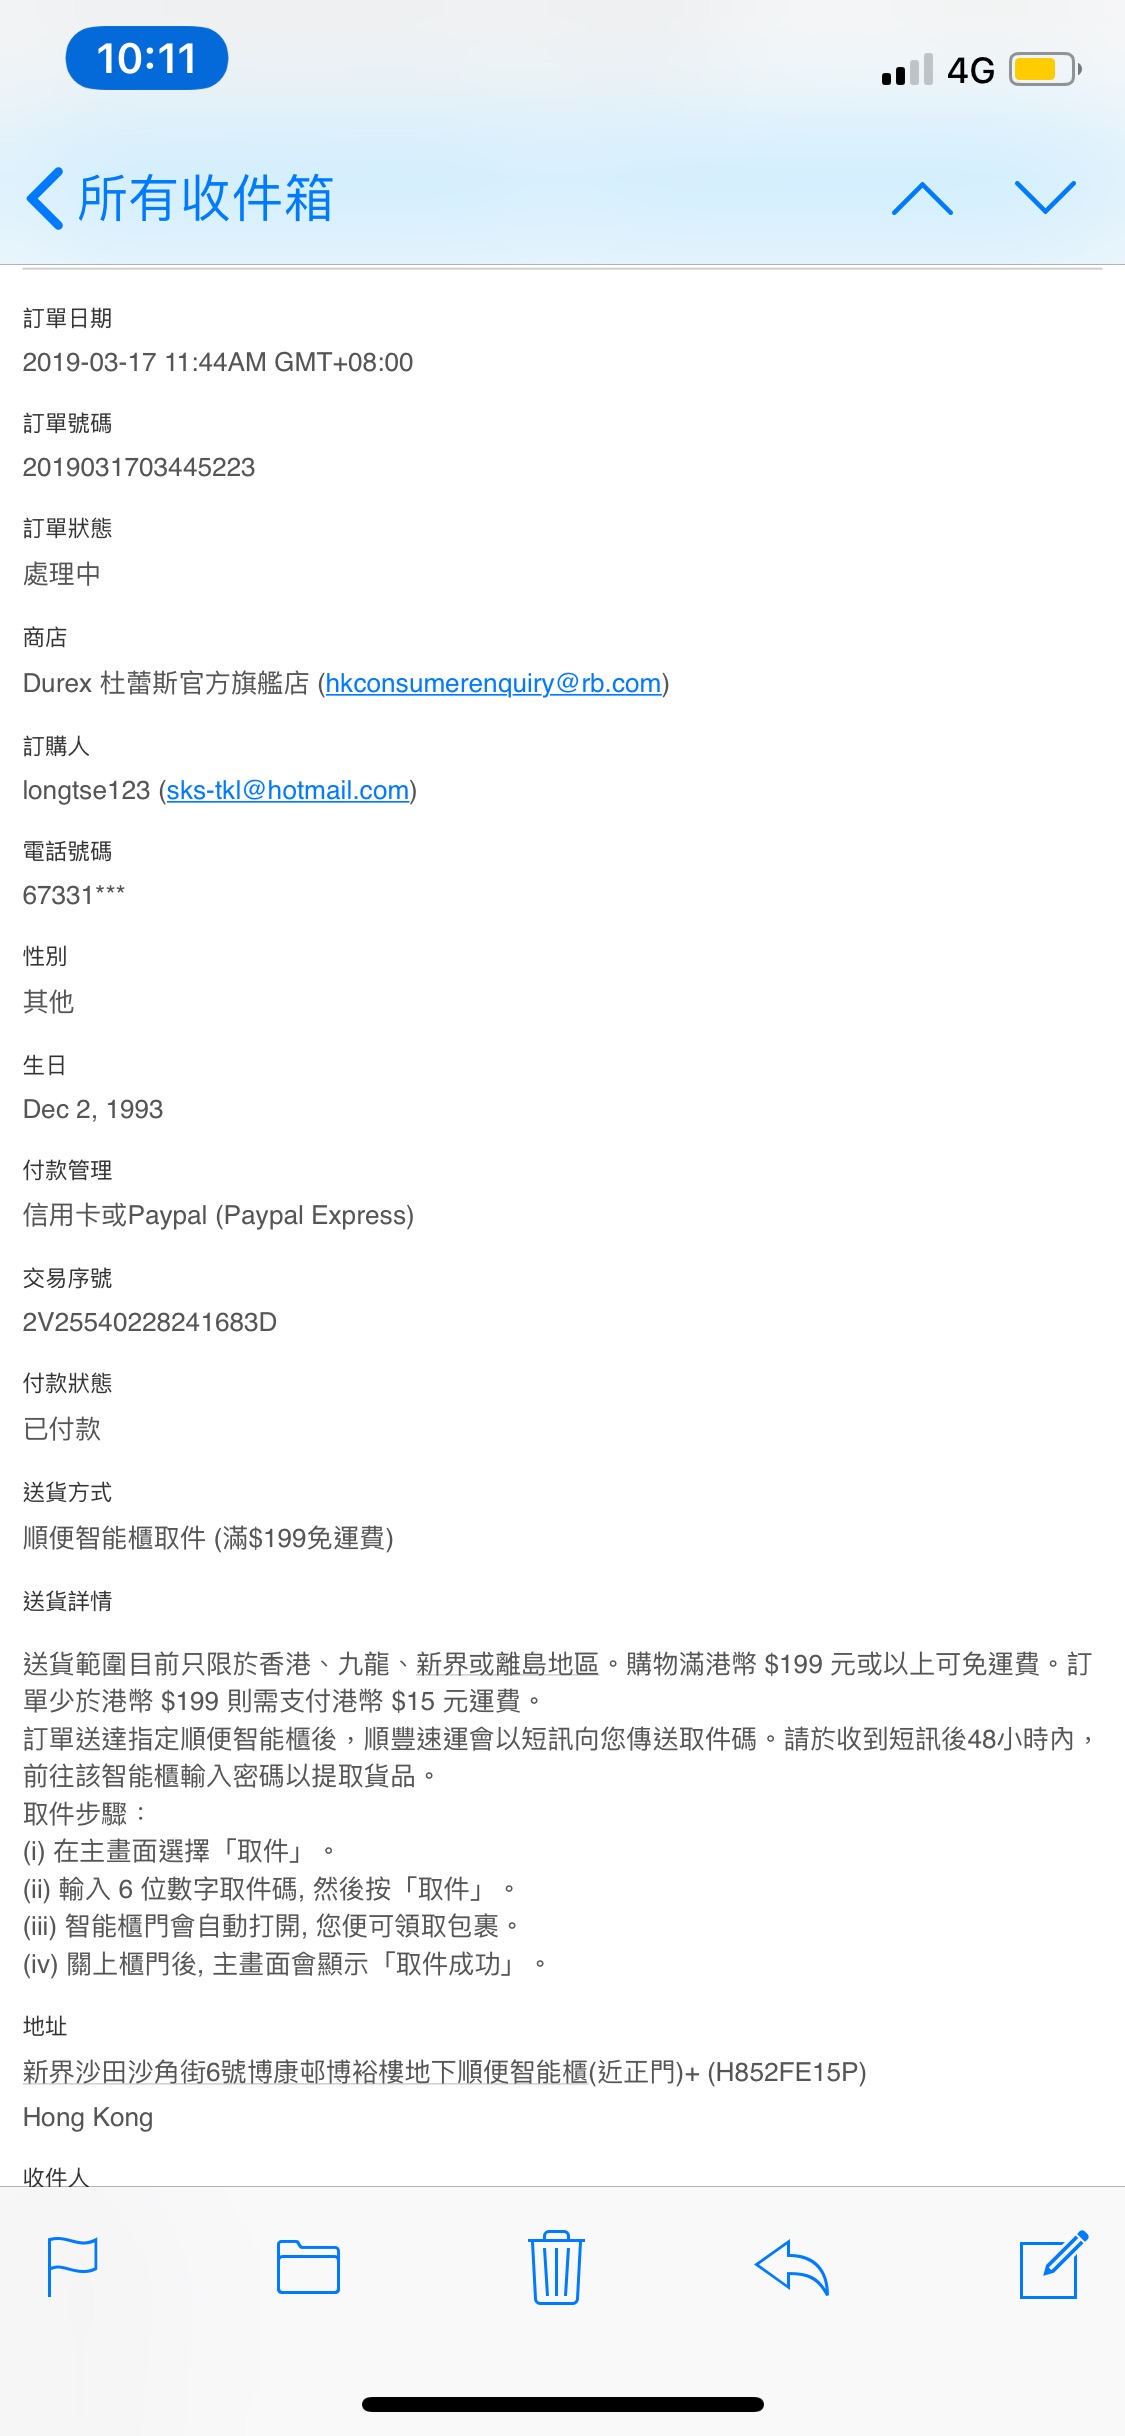 10:11
4G
所有收件箱
訂單日期
2019-03-17 11:44AM GMT+08:00
訂單號碼
2019031703445223
訂單狀態
處理中
商店
Durex 杜蕾斯官方旗艦店 (hkconsumerenquiry@rb.com)
訂購人
longtse123 (sks-tkl@hotmail.com)
電話號碼
67331***
性別
其他
生日
Dec 2, 1993
付款管理
信用卡或Paypal (Paypal Express)
交易序號
2V25540228241683D
付款狀態
已付款
送貨方式
順便智能櫃取件 (滿$199免運費)
送貨詳情
送貨範圍目前只限於香港、九龍、新界或離島地區。購物滿港幣 $199 元或以上可免運費。訂
單少於港幣 $199 則需支付港幣 $15 元運費。
訂單送達指定順便智能櫃後，順豐速運會以短訊向您傳送取件碼。請於收到短訊後48小時內，
前往該智能櫃輸入密碼以提取貨品。
取件步驟：
(i) 在主畫面選擇「取件」。
(ii) 輸入 6 位數字取件碼, 然後按「取件」。
(iii) 智能櫃門會自動打開, 您便可領取包裹。
(iv) 關上櫃門後, 主畫面會顯示「取件成功」。
地址
新界沙田沙角街6號博康邨博裕樓地下順便智能櫃(近正門)+ (H852FE15P)
Hong Kong
收件人